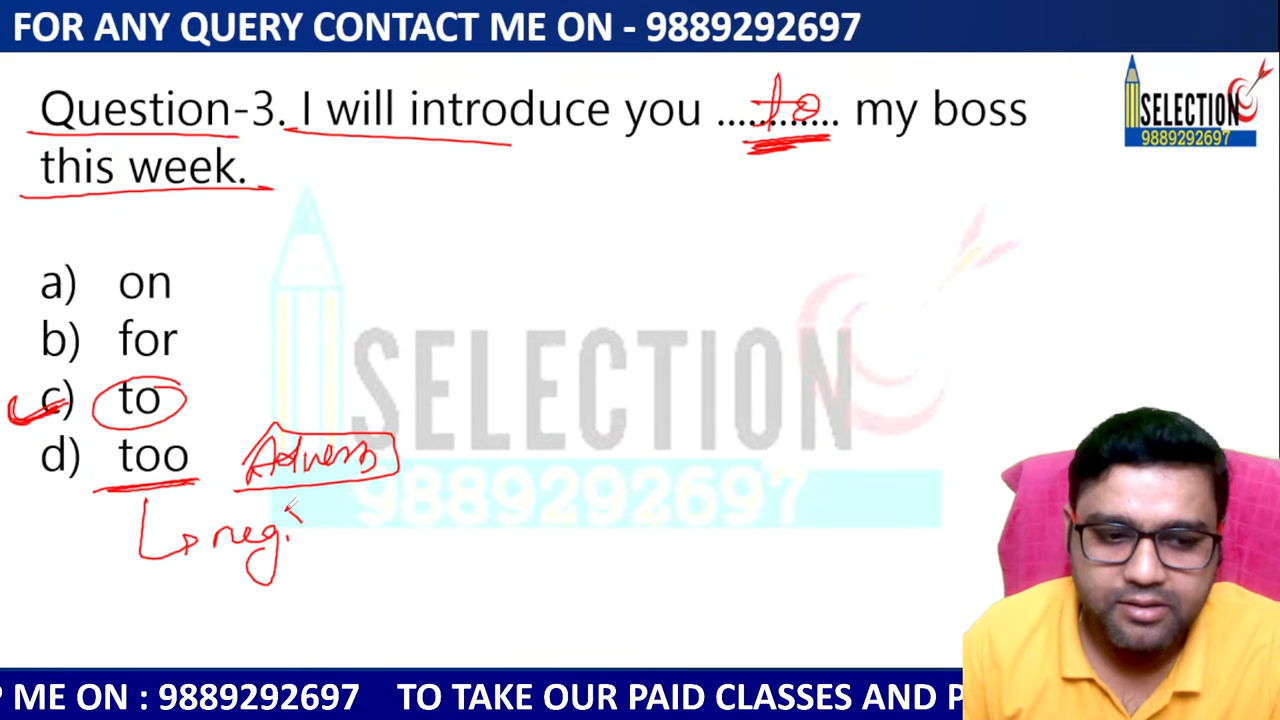 FOR ANY QUERY CONTACT ME ON - 9889292697
SELECTION
9889292697
Question-3. I will introduce you ............ my boss
to
this week.
a) on
b) for
c) to
d) too
neg.
SELECTION
9889292697
P ME ON : 9889292697 TO TAKE OUR PAID CLASSES AND P